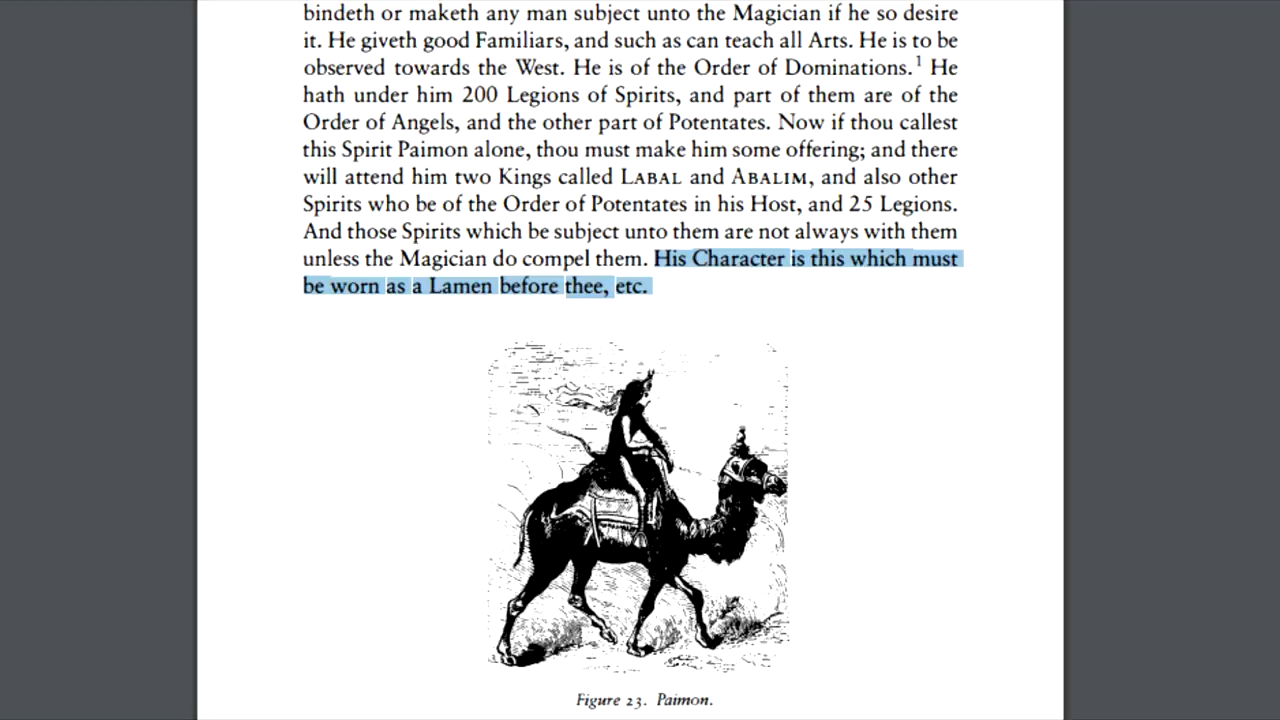 bindeth or maketh any man subject unto the Magician if he so desire
it. He giveth good Familiars, and such as can teach all Arts. He is to be
observed towards the West. He is of the Order of Dominations.¹ He
hath under him 200 Legions of Spirits, and part of them are of the
Order of Angels, and the other part of Potentates. Now if thou callest
this Spirit Paimon alone, thou must make him some offering; and there
will attend him two Kings called LABAL and ABALIM, and also other
Spirits who be of the Order of Potentates in his Host, and 25 Legions.
And those Spirits which be subject unto them are not always with them
unless the Magician do compel them. His Character is this which must
be worn as a Lamen before thee, etc.
Figure 23. Paimon.